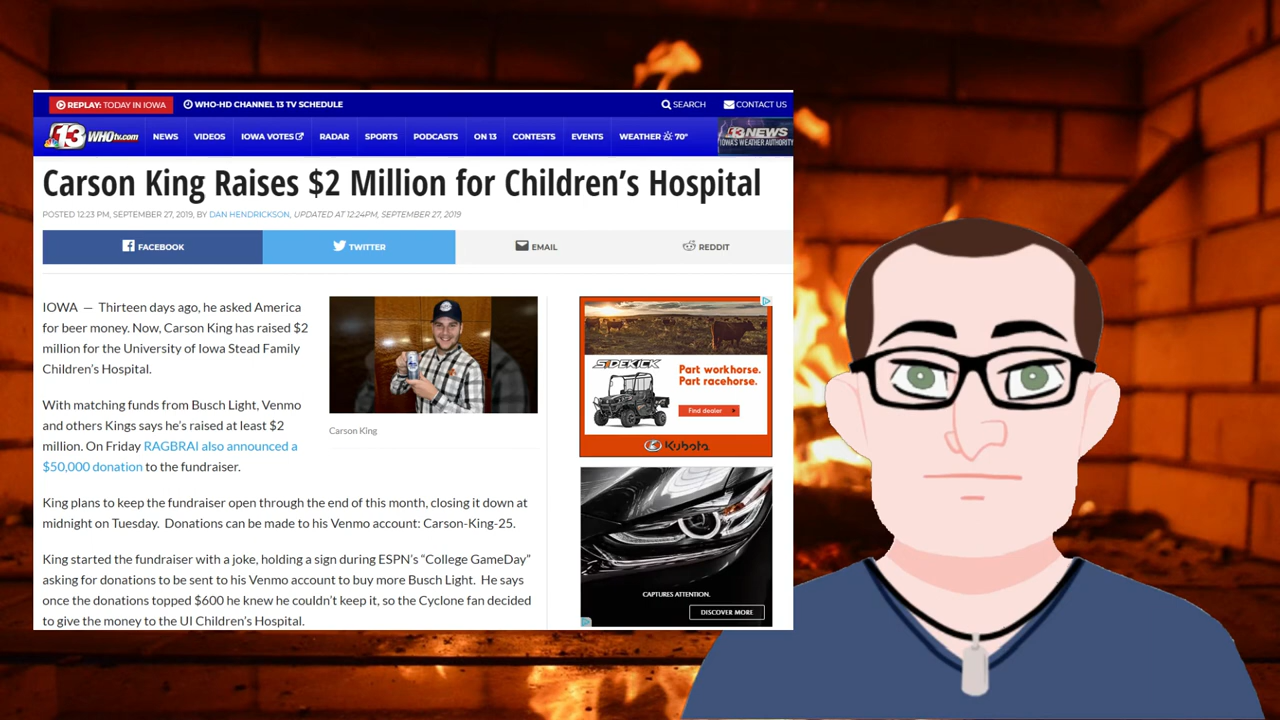 REPLAY: TODAY IN IOWA
WHO-HD CHANNEL 13 TV SCHEDULE
SEARCH
CONTACT US
13 WHOtv.com
NEWS
VIDEOS
IOWA VOTES
RADAR
SPORTS
PODCASTS
ON 13
CONTESTS
EVENTS
WEATHER 70°
13 NEWS
IOWA'S WEATHER AUTHORITY
Carson King Raises $2 Million for Children's Hospital
POSTED 12:23 PM, SEPTEMBER 27, 2019, BY DAN HENDRICKSON, UPDATED AT 12:24PM, SEPTEMBER 27, 2019
FACEBOOK
TWITTER
EMAIL
REDDIT
IOWA — Thirteen days ago, he asked America
for beer money. Now, Carson King has raised $2
million for the University of Iowa Stead Family
Children's Hospital.
With matching funds from Busch Light, Venmo
and others Kings says he's raised at least $2
million. On Friday RAGBRAI also announced a
$50,000 donation to the fundraiser.
Carson King
King plans to keep the fundraiser open through the end of this month, closing it down at
midnight on Tuesday. Donations can be made to his Venmo account: Carson-King-25.
King started the fundraiser with a joke, holding a sign during ESPN's "College GameDay"
asking for donations to be sent to his Venmo account to buy more Busch Light. He says
once the donations topped $600 he knew he couldn't keep it, so the Cyclone fan decided
to give the money to the UI Children's Hospital.
SIDEKICK
Part workhorse.
Part racehorse.
Find dealer
Kubota
CAPTURES ATTENTION.
DISCOVER MORE